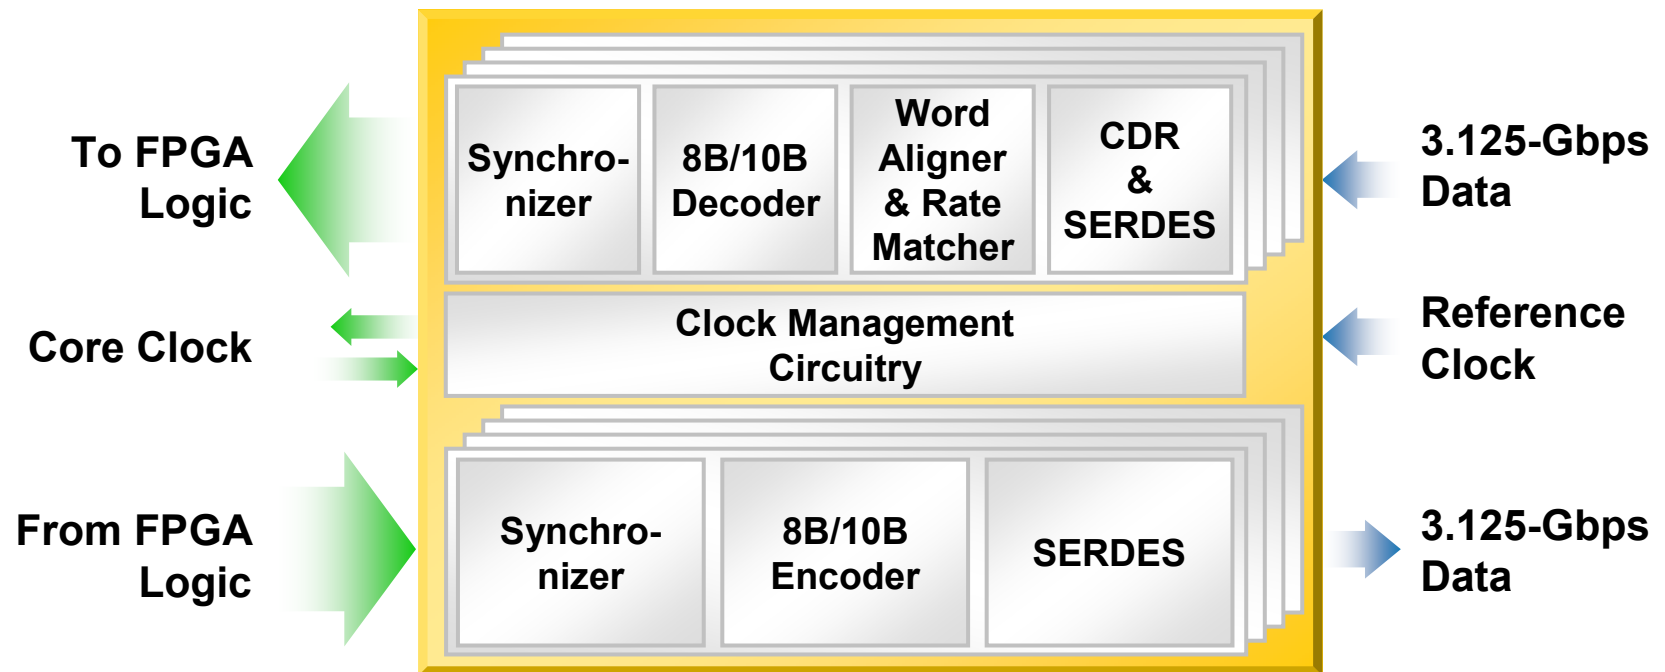 To FPGA
Logic
Synchro-
nizer
8B/10B
Decoder
Word
Aligner
& Rate
Matcher
CDR
&
SERDES
3.125-Gbps
Data
Core Clock
Clock Management
Circuitry
Reference
Clock
From FPGA
Logic
Synchro-
nizer
8B/10B
Encoder
SERDES
3.125-Gbps
Data